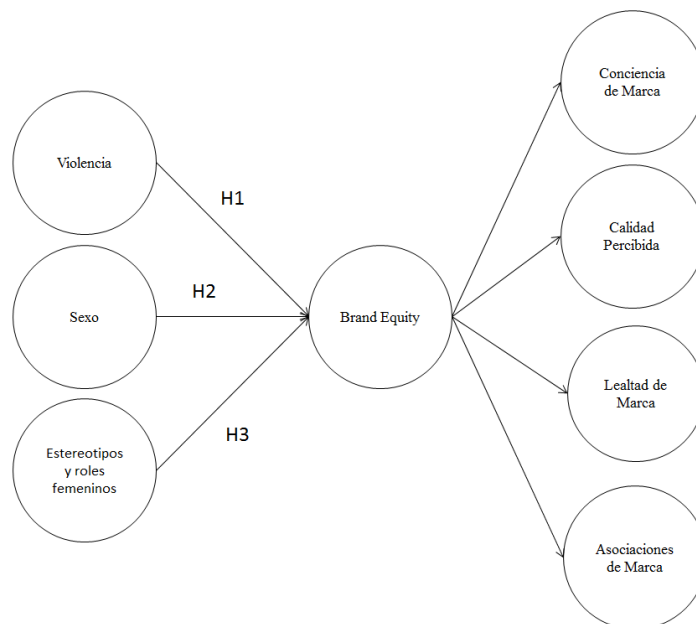 Violencia
Sexo
Estereotipos
y roles
femeninos
H1
H2
H3
Brand Equity
Conciencia
de Marca
Calidad
Percibida
Lealtad de
Marca
Asociaciones
de Marca